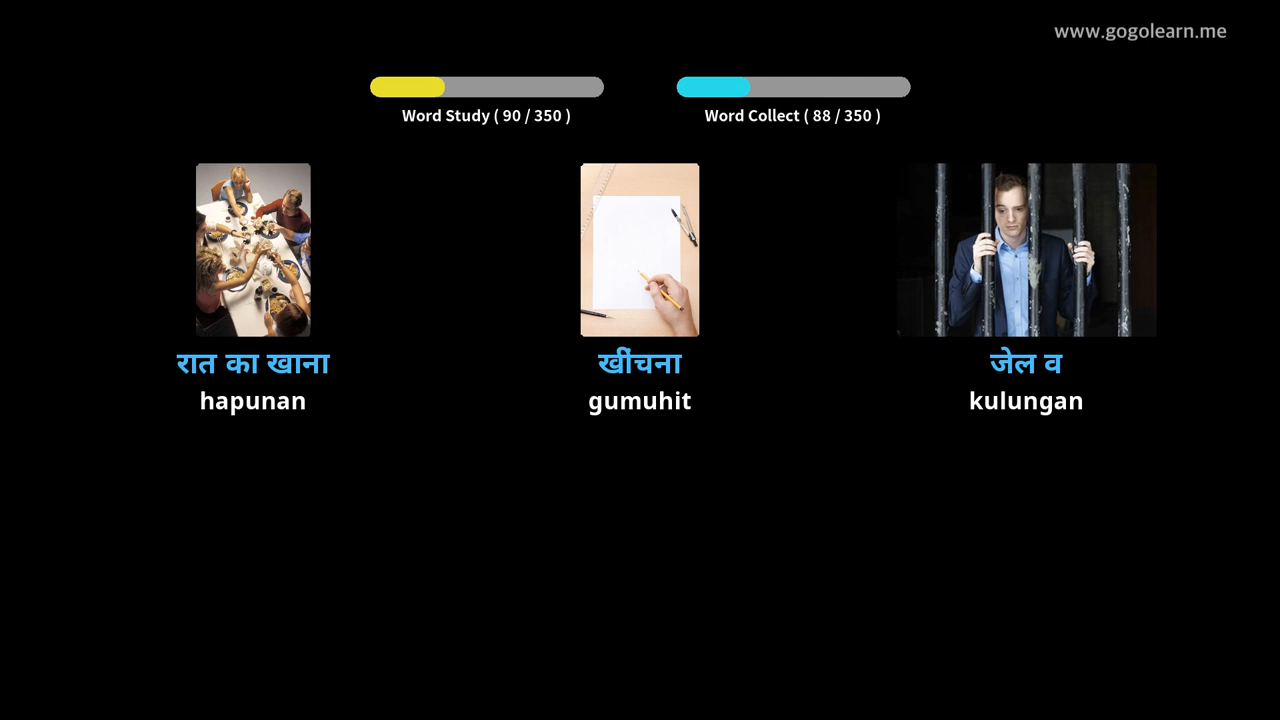 www.gogolearn.me
Word Study ( 90 / 350 )
Word Collect ( 88 / 350 )
रात का खाना
hapunan
खींचना
gumuhit
जेल व
kulungan